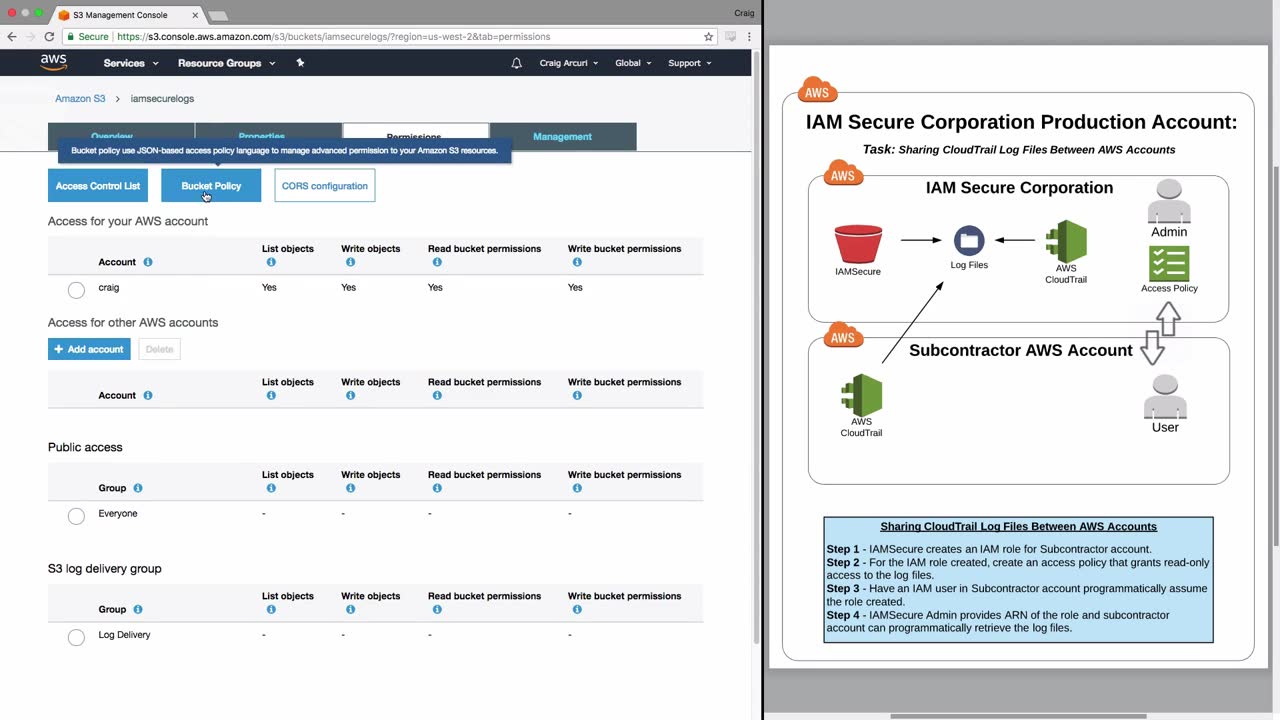 S3 Management Console
Craig
Secure | https://s3.console.aws.amazon.com/s3/buckets/iamsecurelogs/?region=us-west-2&tab=permissions
aws
Services
Resource Groups
Craig Arcuri
Global
Support
Amazon S3 > iamsecurelogs
Overview
Properties
Permissions
Management
Bucket policy use JSON-based access policy language to manage advanced permission to your Amazon S3 resources.
Access Control List
Bucket Policy
CORS configuration
Access for your AWS account
Account
List objects
Write objects
Read bucket permissions
Write bucket permissions
craig
Yes
Yes
Yes
Yes
Access for other AWS accounts
+ Add account
Delete
Account
List objects
Write objects
Read bucket permissions
Write bucket permissions
Public access
Group
List objects
Write objects
Read bucket permissions
Write bucket permissions
Everyone
-
-
-
-
S3 log delivery group
Group
List objects
Write objects
Read bucket permissions
Write bucket permissions
Log Delivery
-
-
-
-
AWS
IAM Secure Corporation Production Account:
Task: Sharing CloudTrail Log Files Between AWS Accounts
AWS
IAM Secure Corporation
IAMSecure
Log Files
AWS
CloudTrail
Admin
Access Policy
AWS
Subcontractor AWS Account
AWS
CloudTrail
User
Sharing CloudTrail Log Files Between AWS Accounts
Step 1 - IAMSecure creates an IAM role for Subcontractor account.
Step 2 - For the IAM role created, create an access policy that grants read-only
access to the log files.
Step 3 - Have an IAM user in Subcontractor account programmatically assume
the role created.
Step 4 - IAMSecure Admin provides ARN of the role and subcontractor
account can programmatically retrieve the log files.